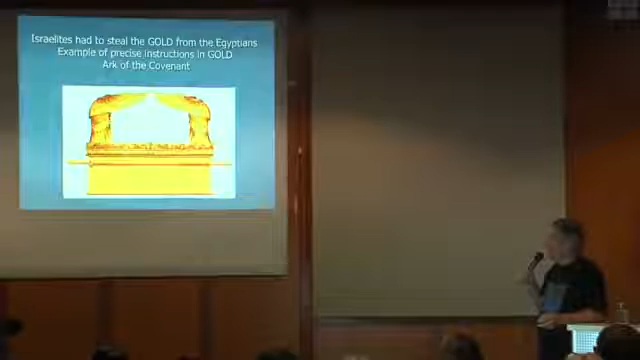 Israelites had to steal the GOLD from the Egyptians
Example of precise instructions in GOLD
Ark of the Covenant